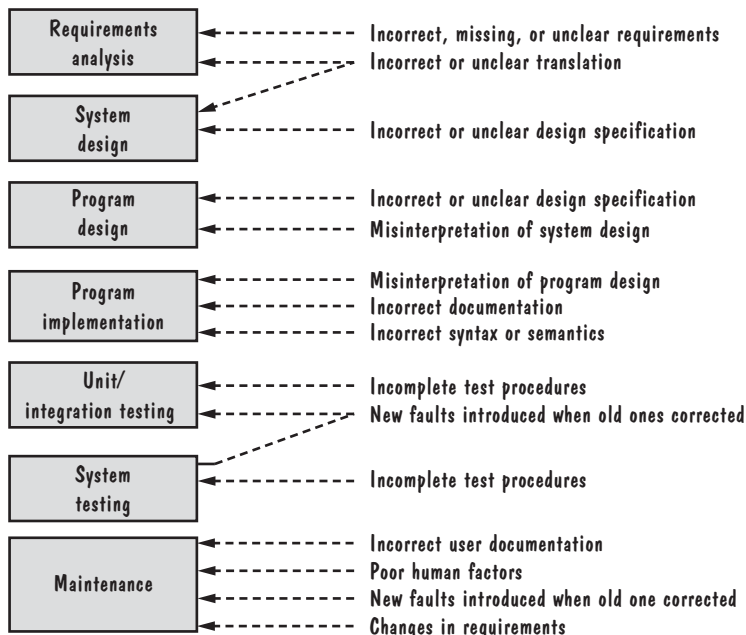 Requirements
analysis
Incorrect, missing, or unclear requirements
Incorrect or unclear translation
System
design
Incorrect or unclear design specification
Program
design
Incorrect or unclear design specification
Misinterpretation of system design
Program
implementation
Misinterpretation of program design
Incorrect documentation
Incorrect syntax or semantics
Unit/
integration testing
Incomplete test procedures
New faults introduced when old ones corrected
System
testing
Incomplete test procedures
Maintenance
Incorrect user documentation
Poor human factors
New faults introduced when old one corrected
Changes in requirements